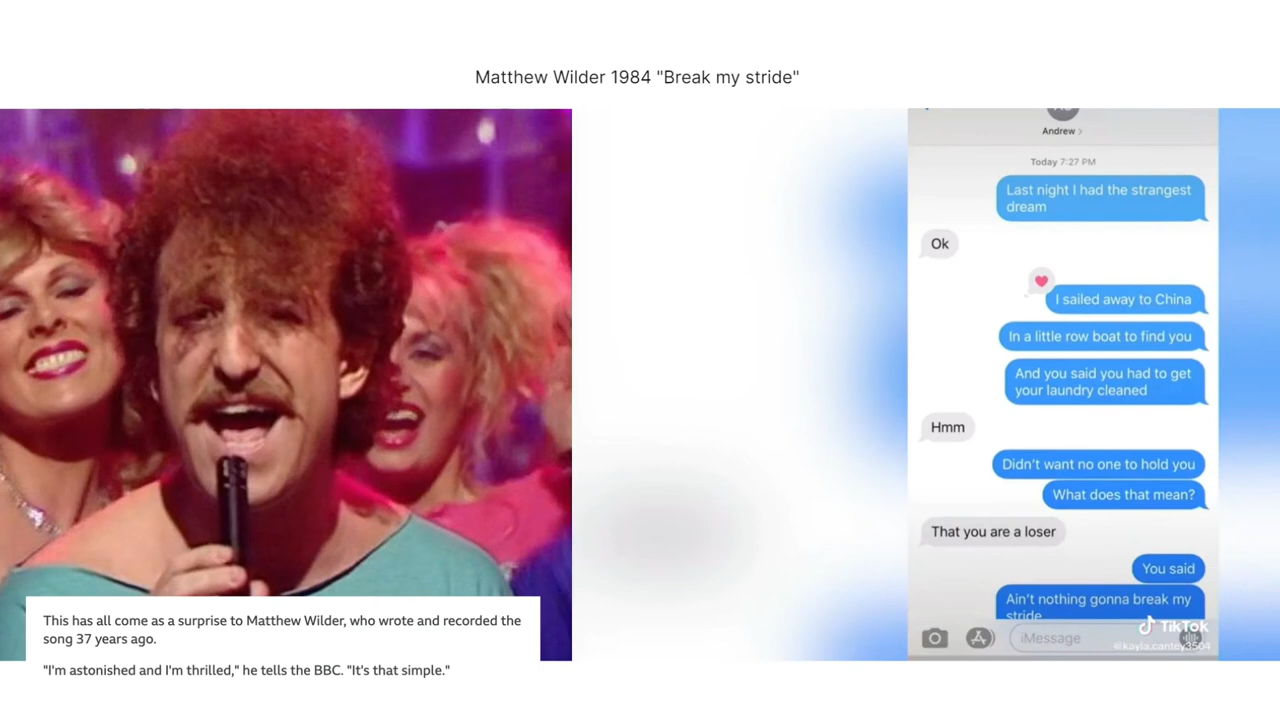 Matthew Wilder 1984 "Break my stride"
This has all come as a surprise to Matthew Wilder, who wrote and recorded the
song 37 years ago.
"I'm astonished and I'm thrilled," he tells the BBC. "It's that simple."
Andrew >
Today 7:27 PM
Last night I had the strangest
dream
Ok
I sailed away to China
In a little row boat to find you
And you said you had to get
your laundry cleaned
Hmm
Didn't want no one to hold you
What does that mean?
That you are a loser
You said
Ain't nothing gonna break my
stride
iMessage
TikTok
@kayla.cantey3504